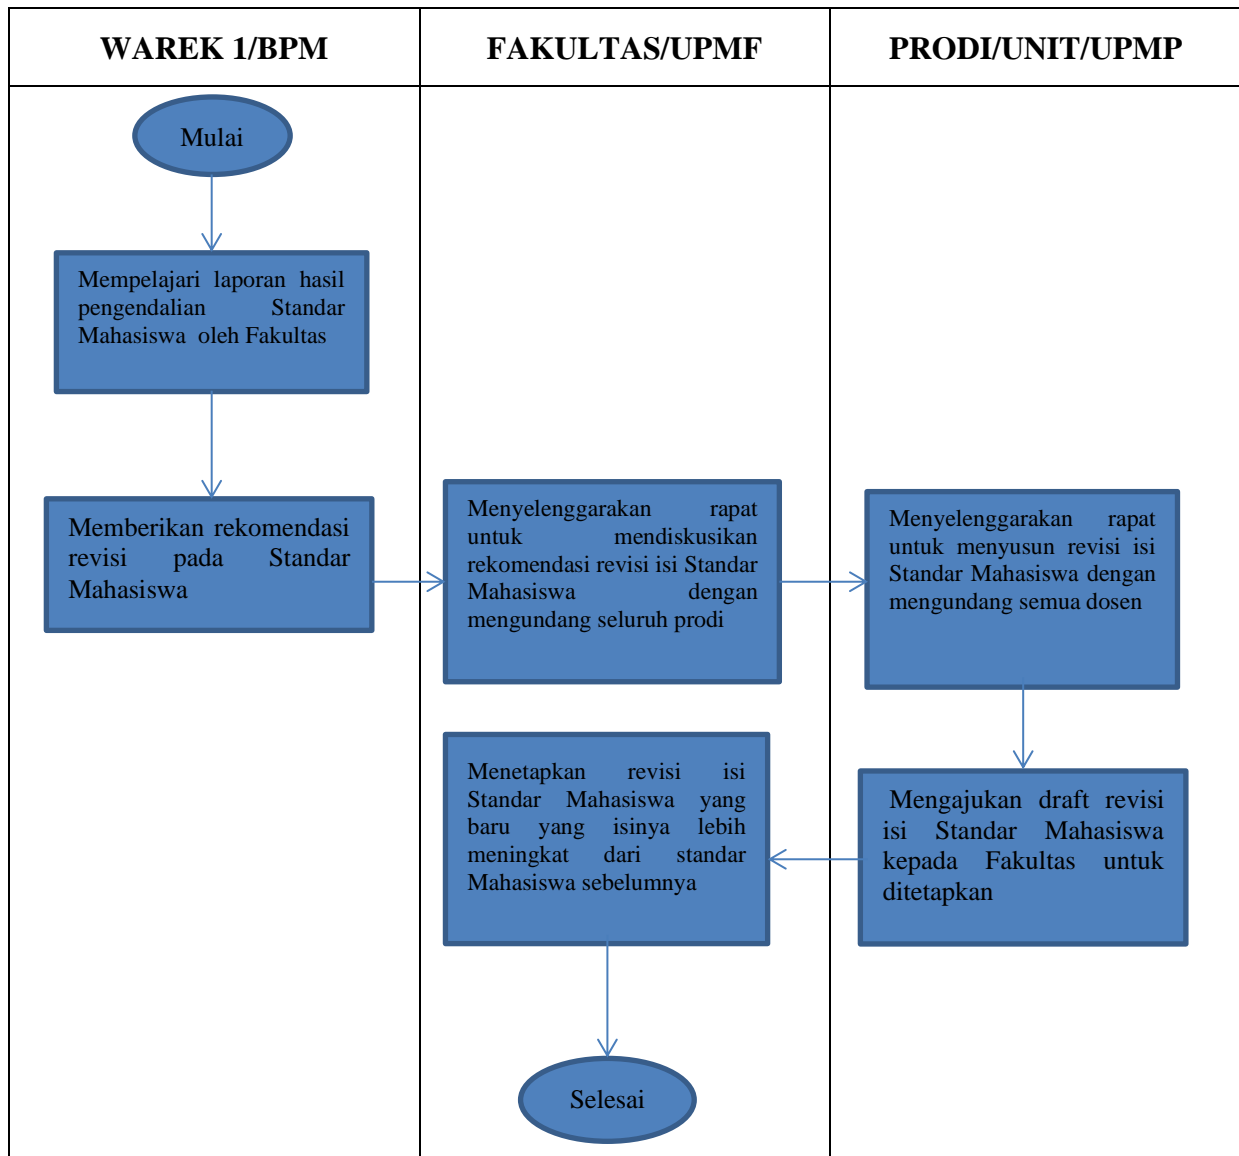 WAREK 1/BPM
FAKULTAS/UPMF
PRODI/UNIT/UPMP
Mulai
Mempelajari laporan hasil
pengendalian Standar
Mahasiswa oleh Fakultas
Memberikan rekomendasi
revisi pada Standar
Mahasiswa
Menyelenggarakan rapat
untuk mendiskusikan
rekomendasi revisi isi Standar
Mahasiswa dengan
mengundang seluruh prodi
Menyelenggarakan rapat
untuk menyusun revisi isi
Standar Mahasiswa dengan
mengundang semua dosen
Mengajukan draft revisi
isi Standar Mahasiswa
kepada Fakultas untuk
ditetapkan
Menetapkan revisi isi
Standar Mahasiswa yang
baru yang isinya lebih
meningkat dari standar
Mahasiswa sebelumnya
Selesai